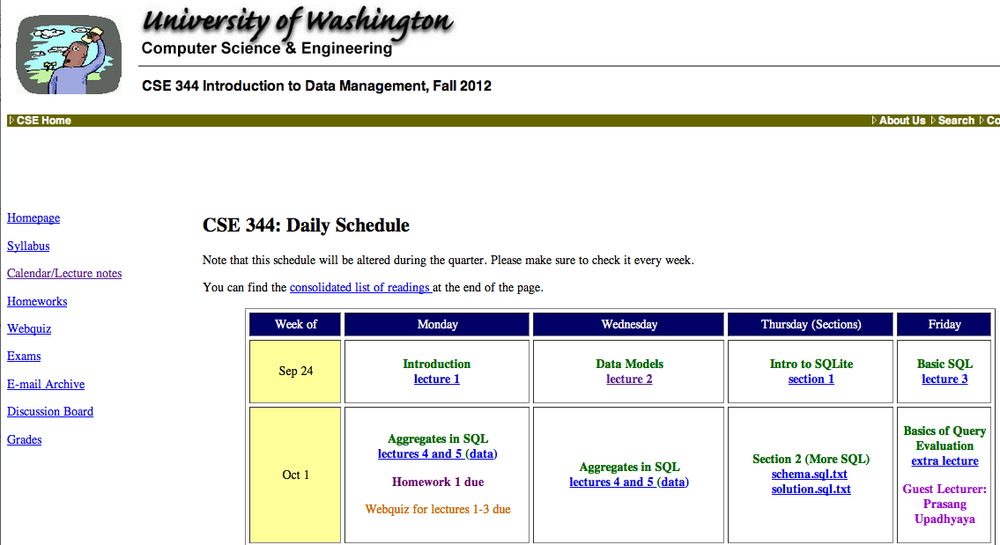 University of Washington
Computer Science & Engineering
CSE 344 Introduction to Data Management, Fall 2012
CSE Home
About Us
Search
Co
Homepage
Syllabus
Calendar/Lecture notes
Homeworks
Webquiz
Exams
E-mail Archive
Discussion Board
Grades
CSE 344: Daily Schedule
Note that this schedule will be altered during the quarter. Please make sure to check it every week.
You can find the consolidated list of readings at the end of the page.
Week of
Monday
Wednesday
Thursday (Sections)
Friday
Sep 24
Introduction
lecture 1
Data Models
lecture 2
Intro to SQLite
section 1
Basic SQL
lecture 3
Oct 1
Aggregates in SQL
lectures 4 and 5 (data)
Homework 1 due
Webquiz for lectures 1-3 due
Aggregates in SQL
lectures 4 and 5 (data)
Section 2 (More SQL)
schema.sql.txt
solution.sql.txt
Basics of Query
Evaluation
extra lecture
Guest Lecturer:
Prasang
Upadhyaya